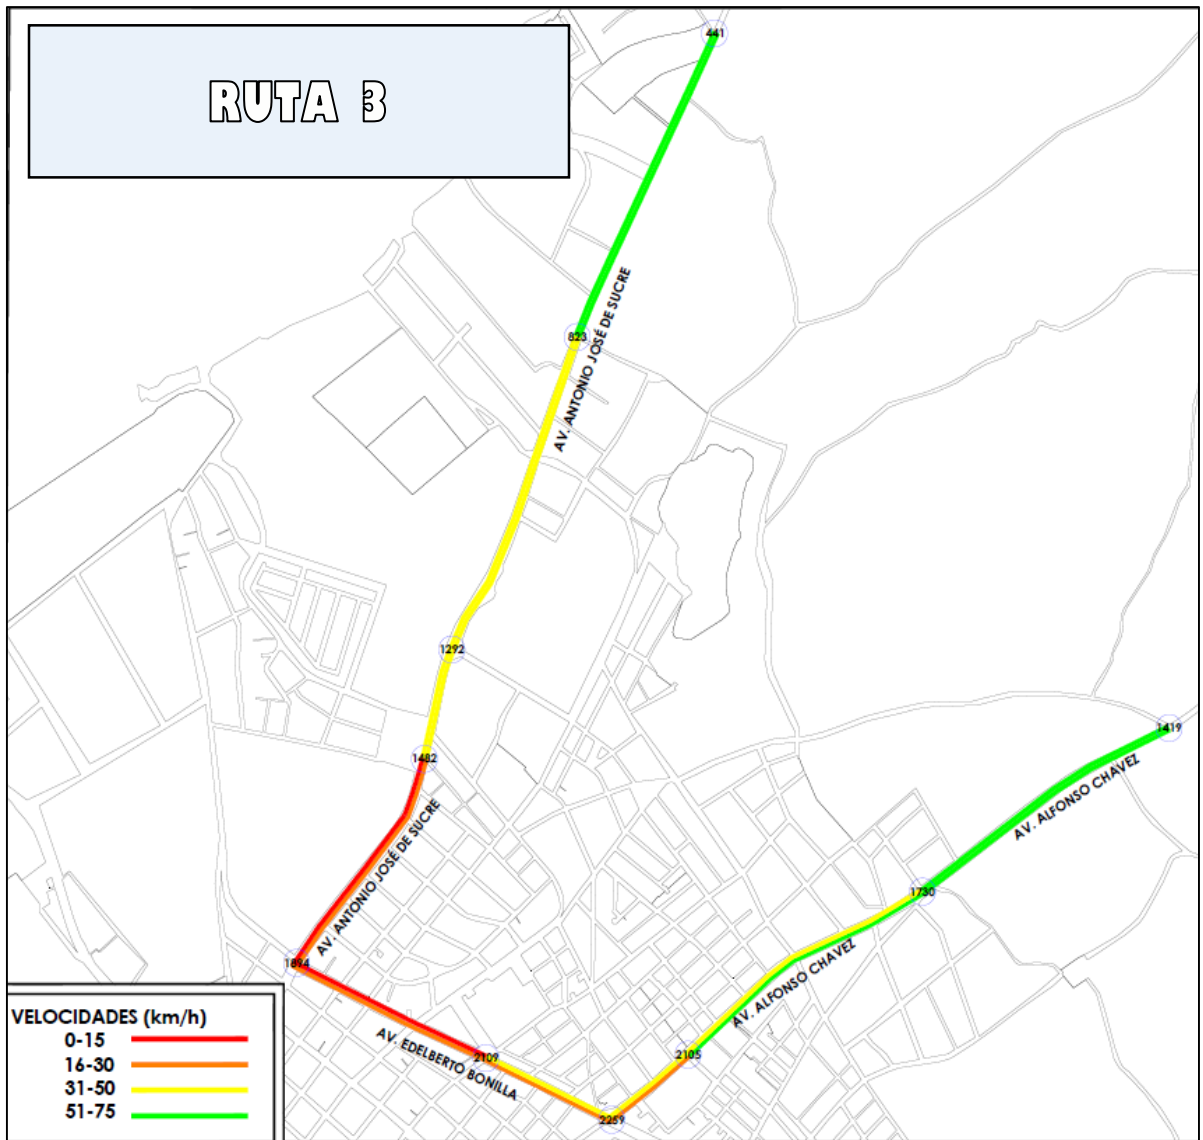 RUTA 3
441
823
AV. ANTONIO JOSÉ DE SUCRE
1292
1419
1482
AV. ALFONSO CHAVEZ
AV. ANTONIO JOSÉ DE SUCRE
1730
1894
AV. ALFONSO CHAVEZ
2109
2105
AV. EDELBERTO BONILLA
2259
VELOCIDADES (km/h)
0-15
16-30
31-50
51-75